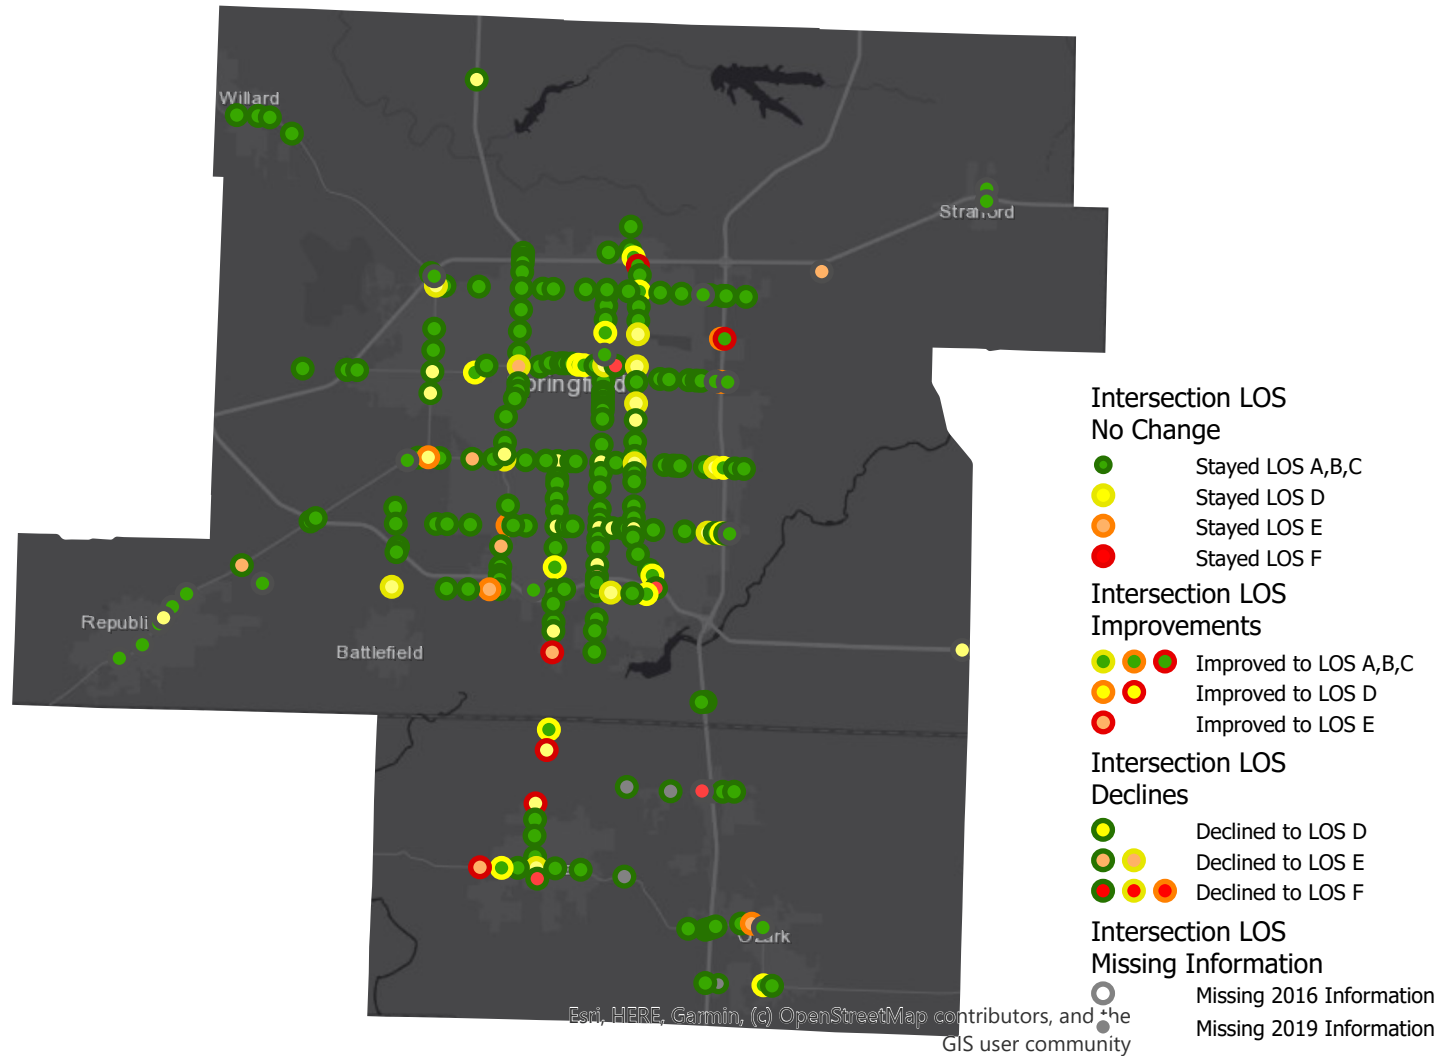 Willard
Strafford
Springfield
Republi
Battlefield
Ozark
Intersection LOS
No Change
Stayed LOS A,B,C
Stayed LOS D
Stayed LOS E
Stayed LOS F
Intersection LOS
Improvements
Improved to LOS A,B,C
Improved to LOS D
Improved to LOS E
Intersection LOS
Declines
Declined to LOS D
Declined to LOS E
Declined to LOS F
Intersection LOS
Missing Information
Missing 2016 Information
Missing 2019 Information
Esri, HERE, Garmin, (c) OpenStreetMap contributors, and the
GIS user community